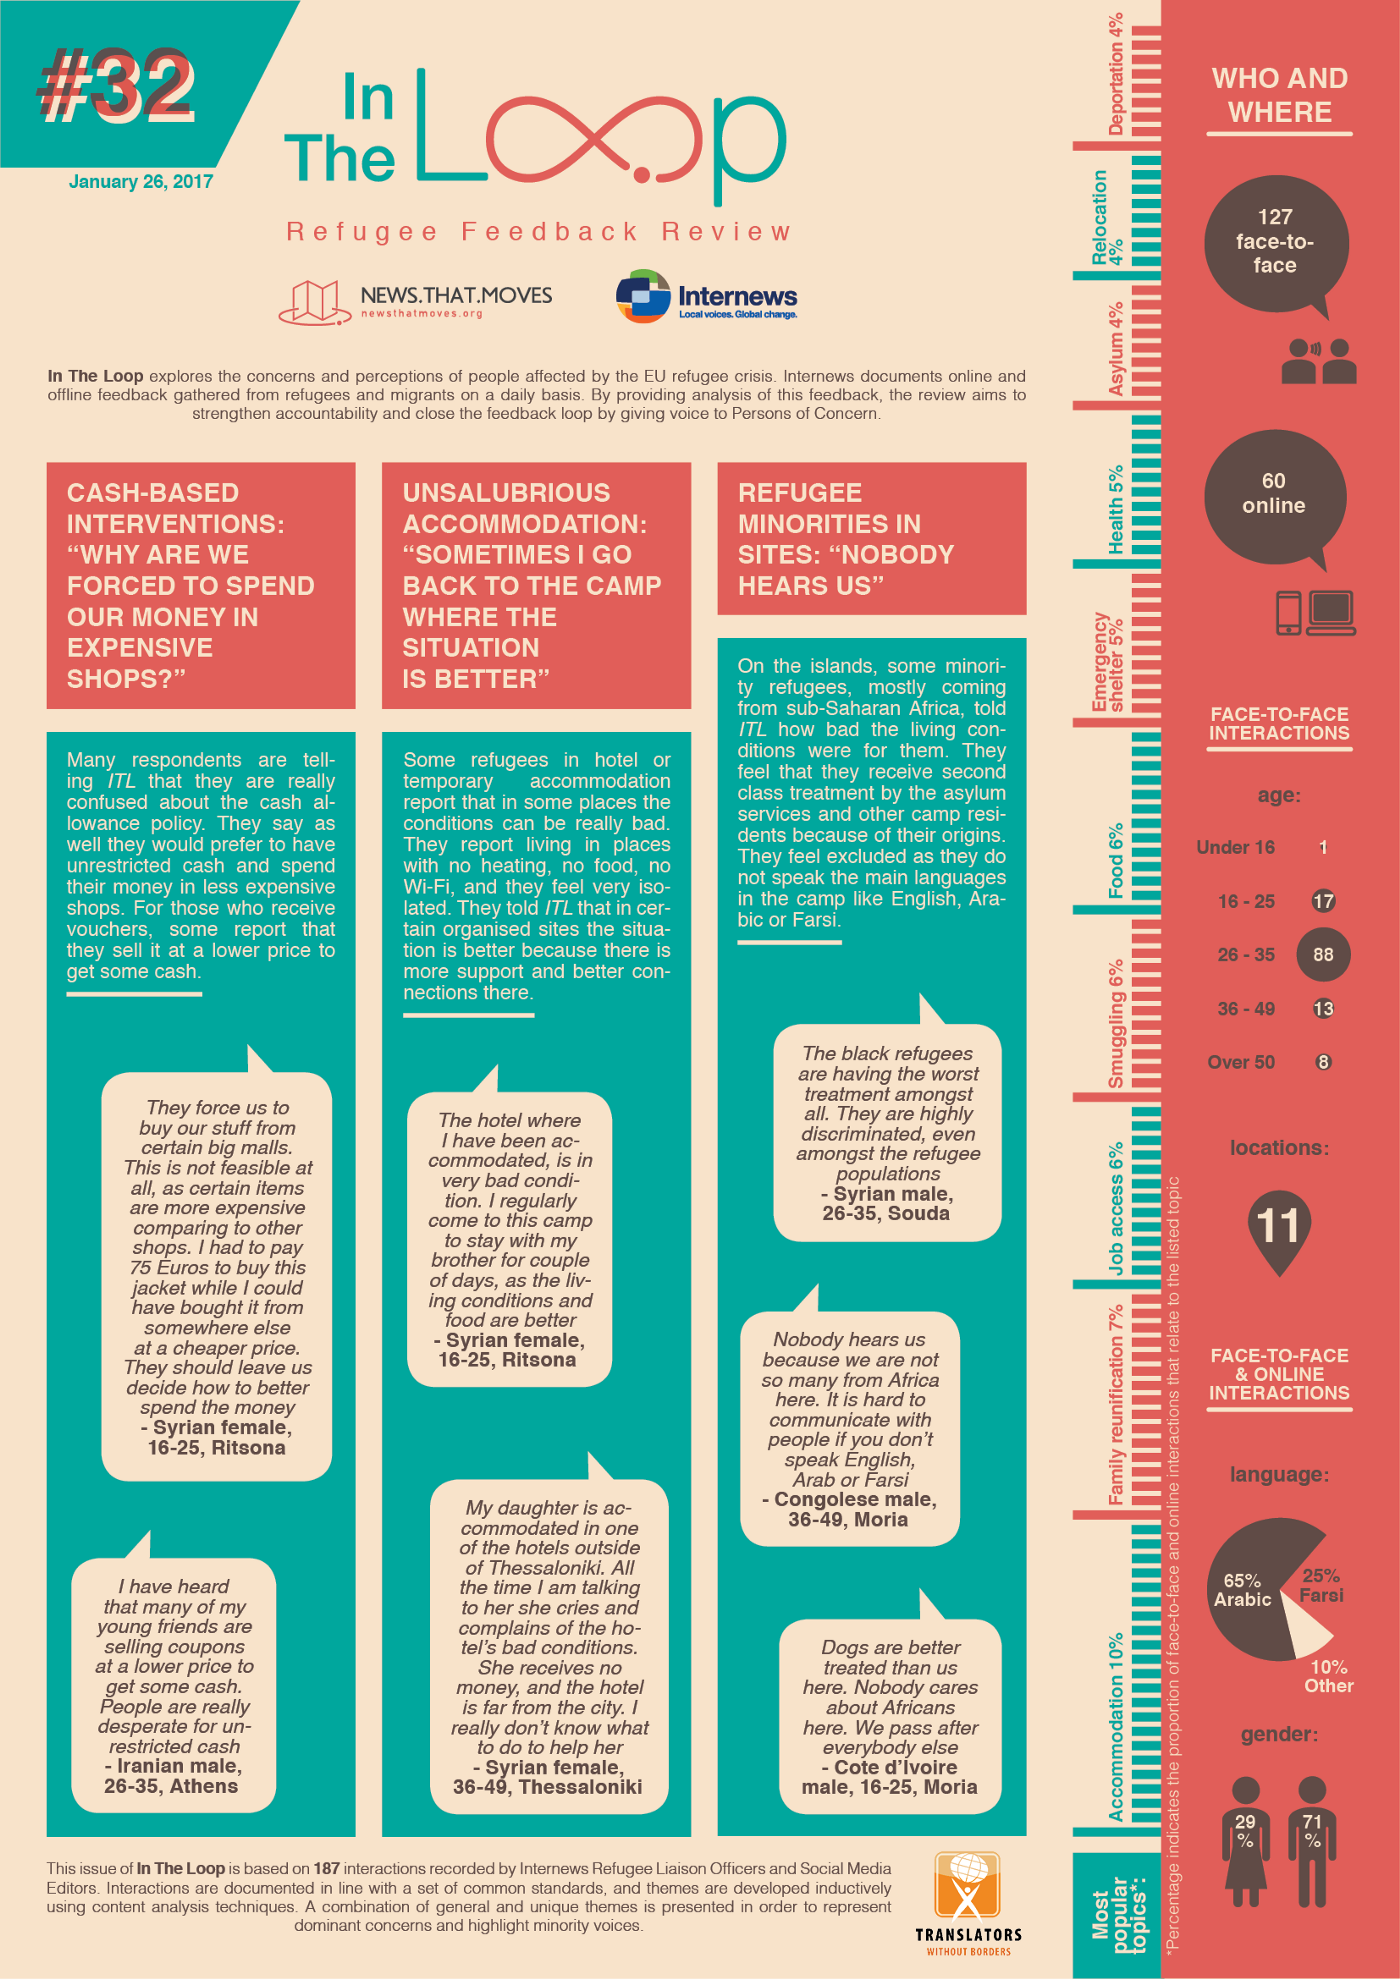 #32
January 26, 2017
In
The Loop
Refugee Feedback Review
NEWS.THAT.MOVES
newsthatmoves.org
Internews
Local voices. Global change.
In The Loop explores the concerns and perceptions of people affected by the EU refugee crisis. Internews documents online and
offline feedback gathered from refugees and migrants on a daily basis. By providing analysis of this feedback, the review aims to
strengthen accountability and close the feedback loop by giving voice to Persons of Concern.
CASH-BASED
INTERVENTIONS:
“WHY ARE WE
FORCED TO SPEND
OUR MONEY IN
EXPENSIVE
SHOPS?”
Many respondents are tell-
ing ITL that they are really
confused about the cash al-
lowance policy. They say as
well they would prefer to have
unrestricted cash and spend
their money in less expensive
shops. For those who receive
vouchers, some report that
they sell it at a lower price to
get some cash.
They force us to
buy our stuff from
certain big malls.
This is not feasible at
all, as certain items
are more expensive
comparing to other
shops. I had to pay
75 Euros to buy this
jacket while I could
have bought it from
somewhere else
at a cheaper price.
They should leave us
decide how to better
spend the money
- Syrian female,
16-25, Ritsona
I have heard
that many of my
young friends are
selling coupons
at a lower price to
get some cash.
People are really
desperate for un-
restricted cash
- Iranian male,
26-35, Athens
UNSALUBRIOUS
ACCOMMODATION:
“SOMETIMES I GO
BACK TO THE CAMP
WHERE THE
SITUATION
IS BETTER”
Some refugees in hotel or
temporary accommodation
report that in some places the
conditions can be really bad.
They report living in places
with no heating, no food, no
Wi-Fi, and they feel very iso-
lated. They told ITL that in cer-
tain organised sites the situa-
tion is better because there is
more support and better con-
nections there.
The hotel where
I have been ac-
commodated, is in
very bad condi-
tion. I regularly
come to this camp
to stay with my
brother for couple
of days, as the liv-
ing conditions and
food are better
- Syrian female,
16-25, Ritsona
My daughter is ac-
commodated in one
of the hotels outside
of Thessaloniki. All
the time I am talking
to her she cries and
complains of the ho-
tel’s bad conditions.
She receives no
money, and the hotel
is far from the city. I
really don’t know what
to do to help her
- Syrian female,
36-49, Thessaloniki
REFUGEE
MINORITIES IN
SITES: “NOBODY
HEARS US”
On the islands, some minori-
ty refugees, mostly coming
from sub-Saharan Africa, told
ITL how bad the living con-
ditions were for them. They
feel that they receive second
class treatment by the asylum
services and other camp resi-
dents because of their origins.
They feel excluded as they do
not speak the main languages
in the camp like English, Ara-
bic or Farsi.
The black refugees
are having the worst
treatment amongst
all. They are highly
discriminated, even
amongst the refugee
populations
- Syrian male,
26-35, Souda
Nobody hears us
because we are not
so many from Africa
here. It is hard to
communicate with
people if you don’t
speak English,
Arab or Farsi
- Congolese male,
36-49, Moria
Dogs are better
treated than us
here. Nobody cares
about Africans
here. We pass after
everybody else
- Cote d’Ivoire
male, 16-25, Moria
This issue of In The Loop is based on 187 interactions recorded by Internews Refugee Liaison Officers and Social Media
Editors. Interactions are documented in line with a set of common standards, and themes are developed inductively
using content analysis techniques. A combination of general and unique themes is presented in order to represent
dominant concerns and highlight minority voices.
TRANSLATORS
WITHOUT BORDERS
Most
popular
topics*:
Accommodation 10%
Family reunification 7%
Job access 6%
Smuggling 6%
Food 6%
Emergency
shelter 5%
Health 5%
Asylum 4%
Relocation
4%
Deportation 4%
*Percentage indicates the proportion of face-to-face and online interactions that relate to the listed topic
WHO AND
WHERE
127
face-to-
face
60
online
FACE-TO-FACE
INTERACTIONS
age:
Under 16 1
16 - 25 17
26 - 35 88
36 - 49 13
Over 50 8
locations:
11
FACE-TO-FACE
& ONLINE
INTERACTIONS
language:
65%
Arabic
25%
Farsi
10%
Other
gender:
29
%
71
%